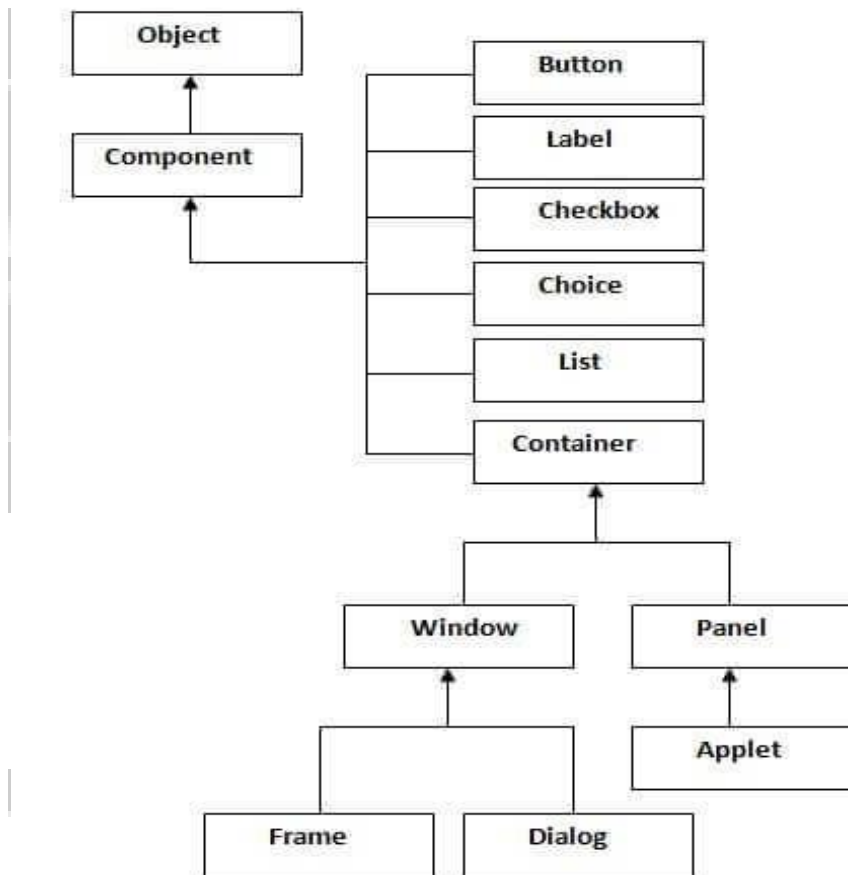 Object
Button
Component
Label
Checkbox
Choice
List
Container
Window
Panel
Applet
Frame
Dialog